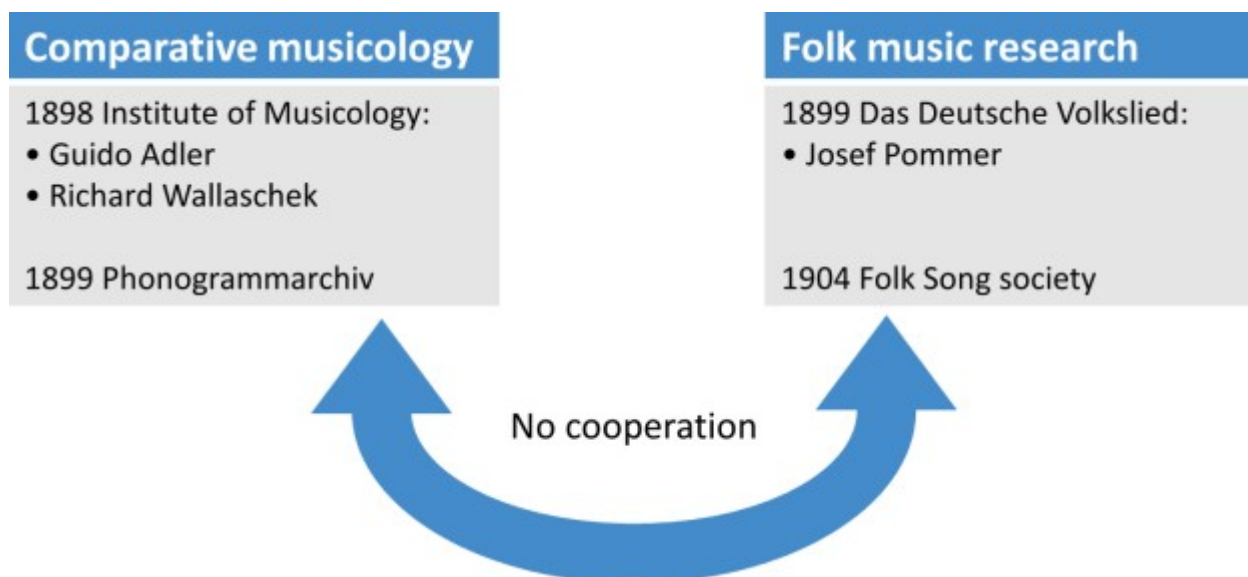 Comparative musicology
1898 Institute of Musicology:
• Guido Adler
• Richard Wallaschek
1899 Phonogrammarchiv
Folk music research
1899 Das Deutsche Volkslied:
• Josef Pommer
1904 Folk Song society
No cooperation